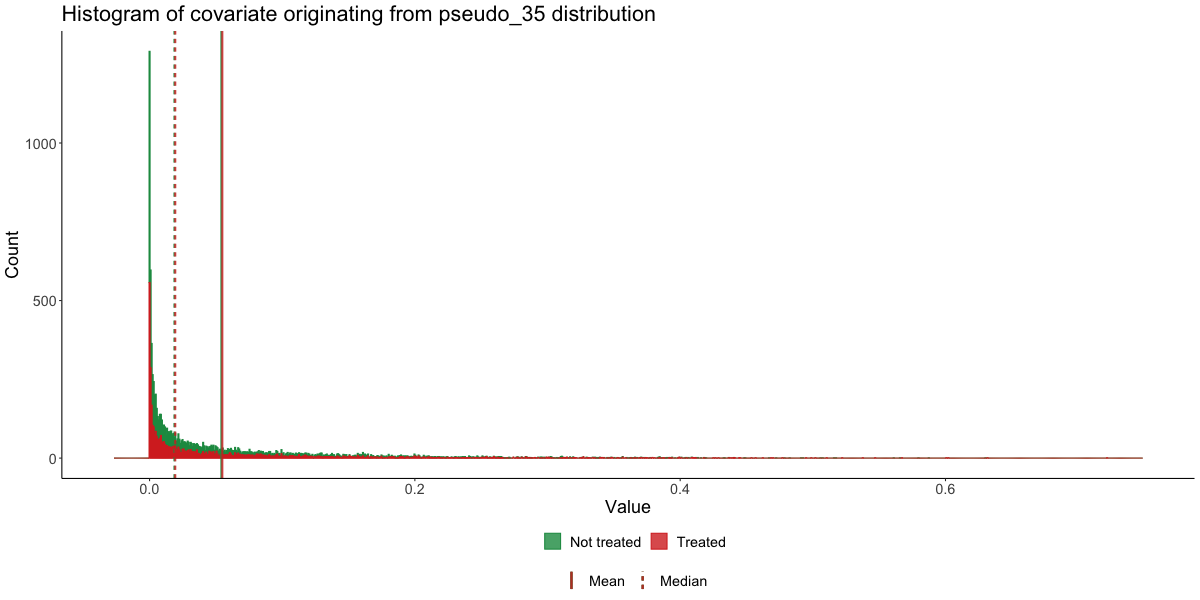 Histogram of covariate originating from pseudo_35 distribution
Count
1000
500
0
0.0 0.2 0.4 0.6
Value
Not treated Treated
Mean Median